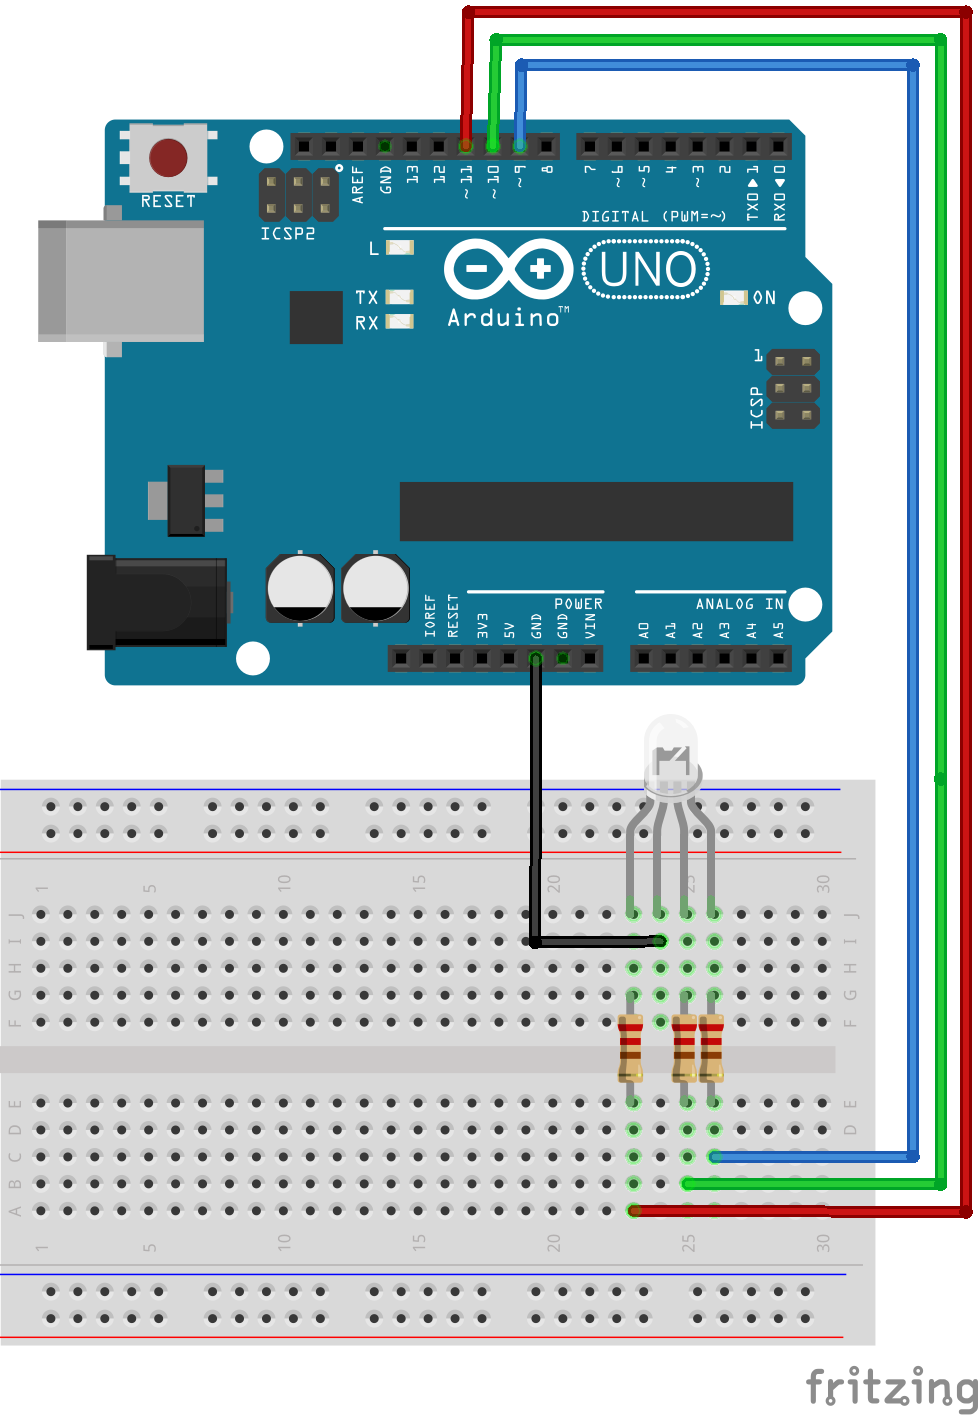 RESET
ICSP2
AREF
GND
13
12
~11
~10
~9
8
7
~6
~5
4
~3
2
TX0 ▶ 1
RX0 ◀ 0
DIGITAL (PWM=~)
L
TX
RX
UNO
Arduino™
ON
1
ICSP
IOREF
RESET
3V3
5V
GND
GND
VIN
POWER
ANALOG IN
A0
A1
A2
A3
A4
A5
1 5 10 15 20 25 30
J J
I I
H H
G G
F F
E E
D D
C C
B B
A A
1 5 10 15 20 25 30
fritzing